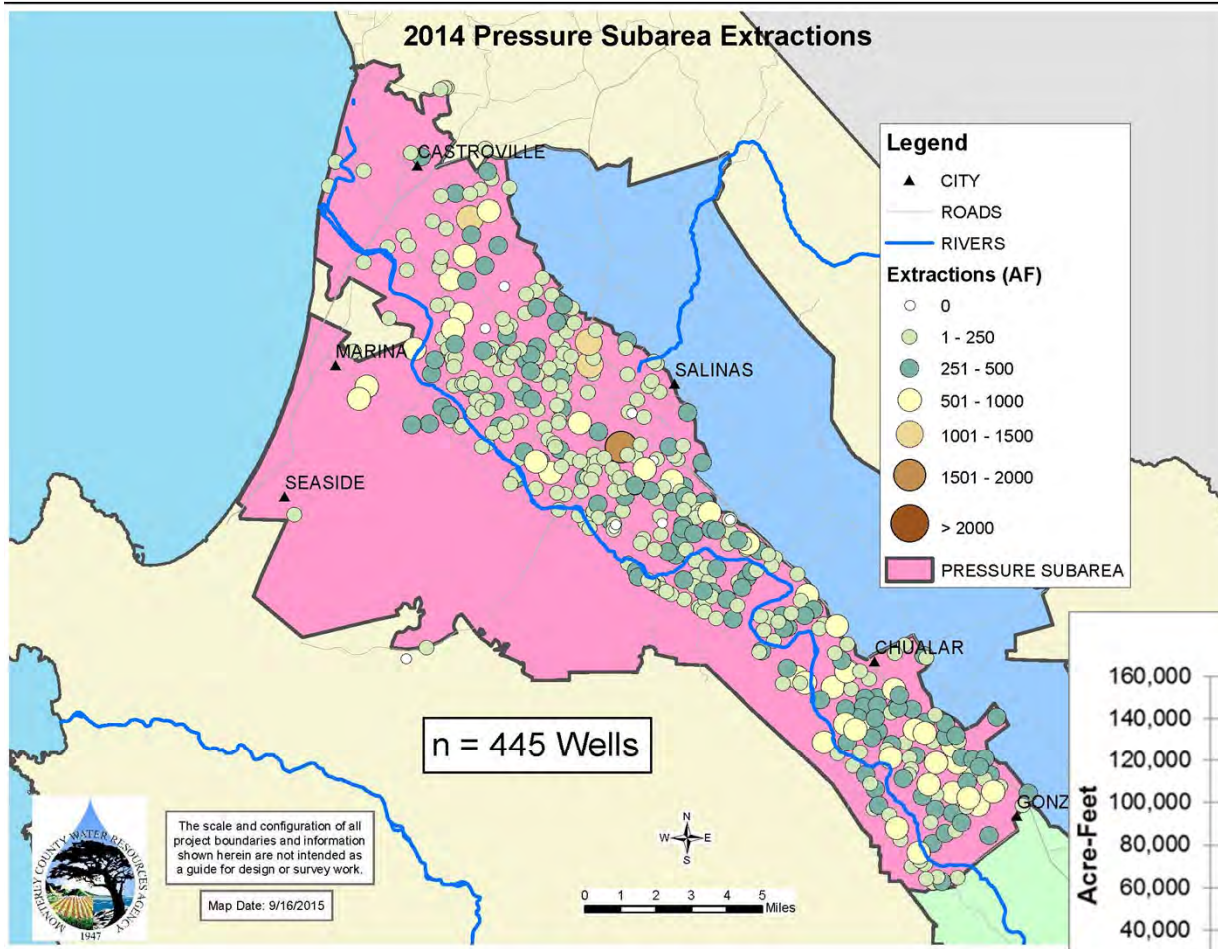 2014 Pressure Subarea Extractions
CASTROVILLE
MARINA
SALINAS
SEASIDE
CHUALAR
GONZ
Legend
CITY
ROADS
RIVERS
Extractions (AF)
0
1 - 250
251 - 500
501 - 1000
1001 - 1500
1501 - 2000
> 2000
PRESSURE SUBAREA
n = 445 Wells
MONTEREY COUNTY WATER RESOURCES AGENCY
1947
The scale and configuration of all
project boundaries and information
shown herein are not intended as
a guide for design or survey work.
Map Date: 9/16/2015
N
W E
S
0 1 2 3 4 5
Miles
Acre-Feet
160,000
140,000
120,000
100,000
80,000
60,000
40,000